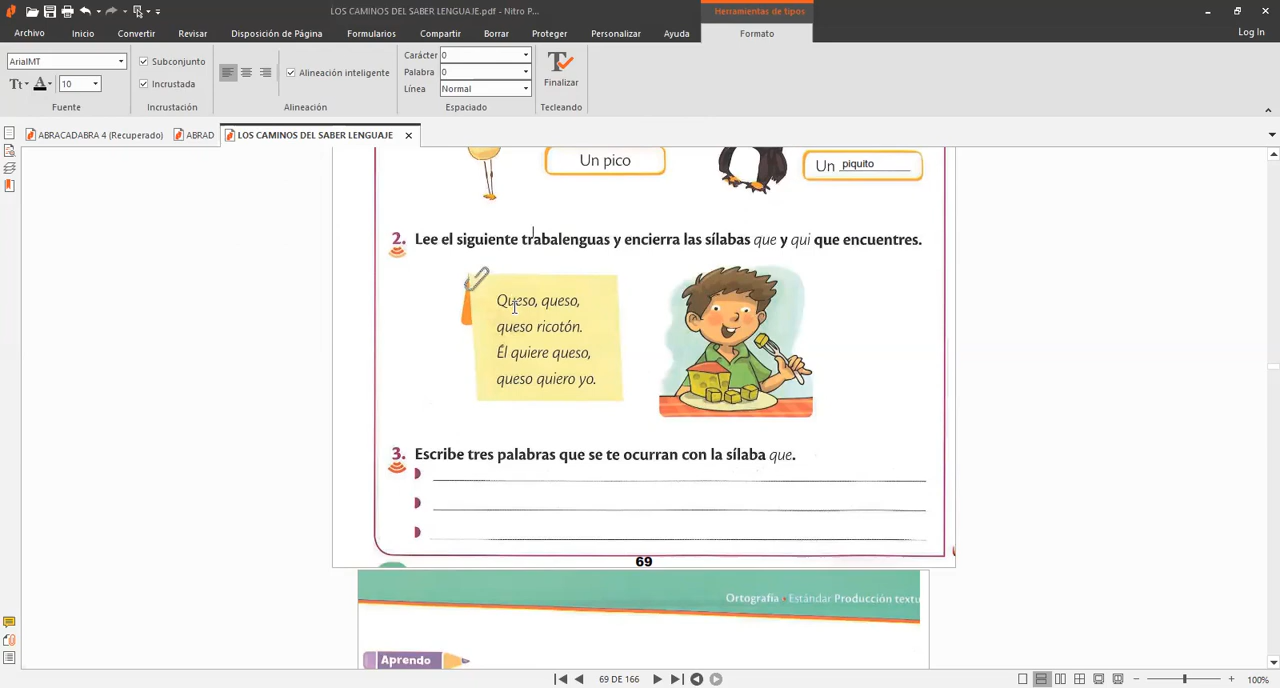 LOS CAMINOS DEL SABER LENGUAJE.pdf - Nitro P...
Herramientas de tipos
Archivo Inicio Convertir Revisar Disposición de Página Formularios Compartir Borrar Proteger Personalizar Ayuda Formato Log In
ArialMT
Subconjunto
Alineación inteligente
Carácter 0
Tt A 10
Incrustada
Palabra 0
Línea Normal
Finalizar
Fuente Incrustación Alineación Espaciado Tecleando
ABRACADABRA 4 (Recuperado) ABRAD LOS CAMINOS DEL SABER LENGUAJE
Un pico
Un piquito
2. Lee el siguiente trabalenguas y encierra las sílabas que y qui que encuentres.
Queso, queso,
queso ricotón.
Él quiere queso,
queso quiero yo.
3. Escribe tres palabras que se te ocurran con la sílaba que.
69
Ortografía • Estándar Producción textu
Aprendo
69 DE 166
100%